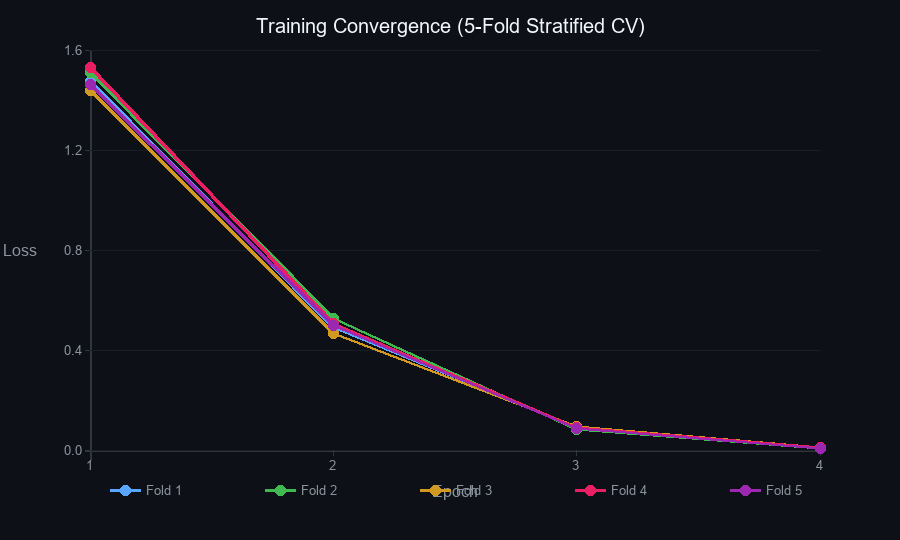 Training Convergence (5-Fold Stratified CV)
1.6
1.2
Loss
0.8
0.4
0.0
1 2 3 4
Fold 1 Fold 2 Fold 3 Fold 4 Fold 5
Epoch